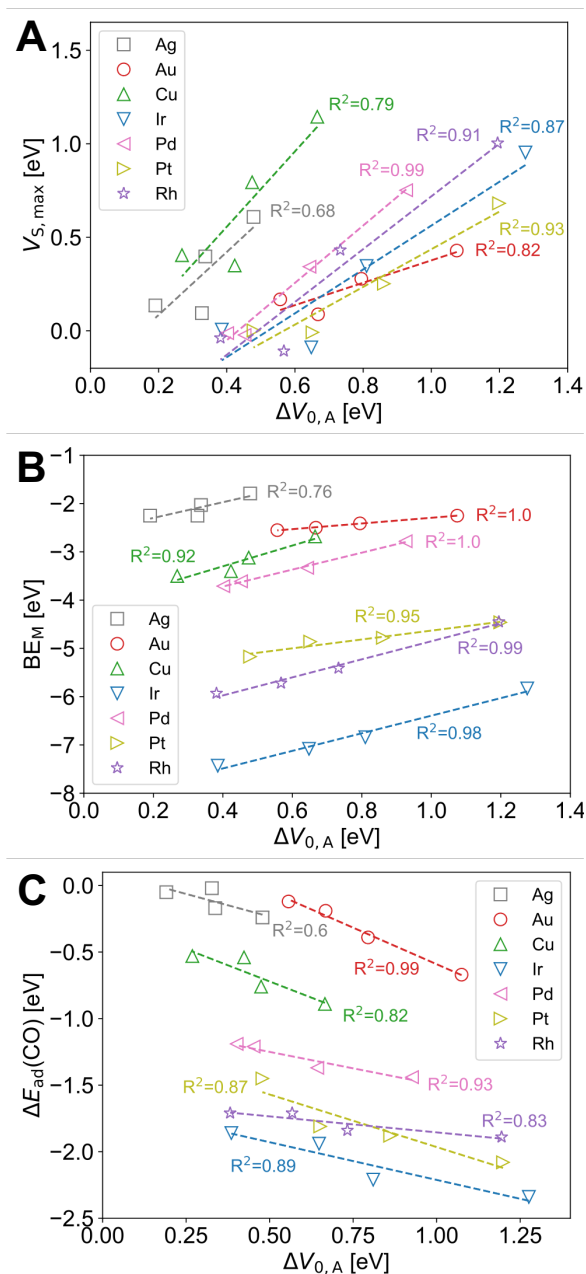 A
1.5
1.0
0.5
0.0
V_S, max [eV]
Ag
Au
Cu
Ir
Pd
Pt
Rh
R²=0.79
R²=0.68
R²=0.91
R²=0.87
R²=0.99
R²=0.93
R²=0.82
0.0 0.2 0.4 0.6 0.8 1.0 1.2 1.4
ΔV_0, A [eV]
B
−1
−2
−3
−4
−5
−6
−7
−8
BE_M [eV]
R²=0.76
R²=1.0
R²=0.92
R²=1.0
R²=0.95
R²=0.99
R²=0.98
Ag
Au
Cu
Ir
Pd
Pt
Rh
0.0 0.2 0.4 0.6 0.8 1.0 1.2 1.4
ΔV_0, A [eV]
C
0.0
−0.5
−1.0
−1.5
−2.0
−2.5
ΔE_ad(CO) [eV]
Ag
Au
Cu
Ir
Pd
Pt
Rh
R²=0.6
R²=0.99
R²=0.82
R²=0.93
R²=0.87
R²=0.83
R²=0.89
0.25 0.50 0.75 1.00 1.25
ΔV_0, A [eV]